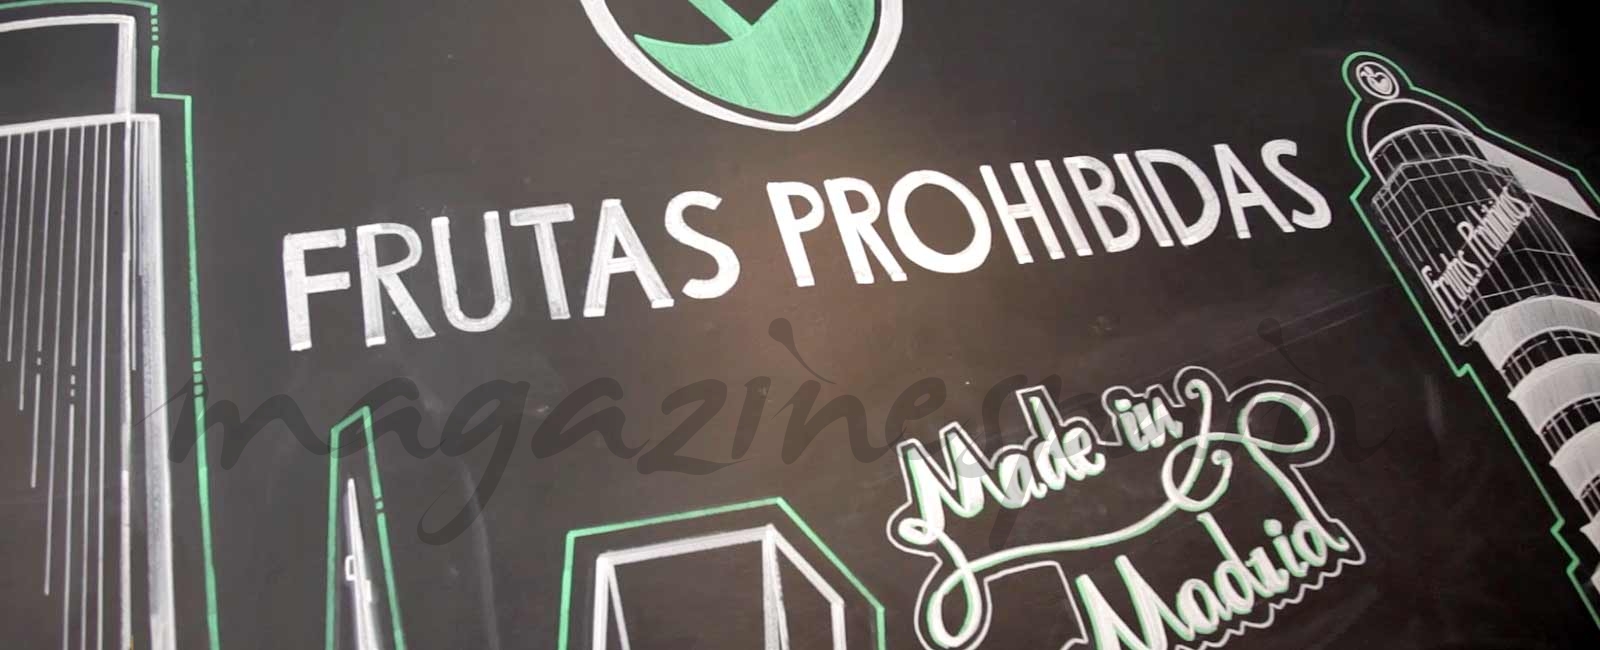 FRUTAS PROHIBIDAS
Frutas Prohibidas
Made in
Madrid
magazinespain